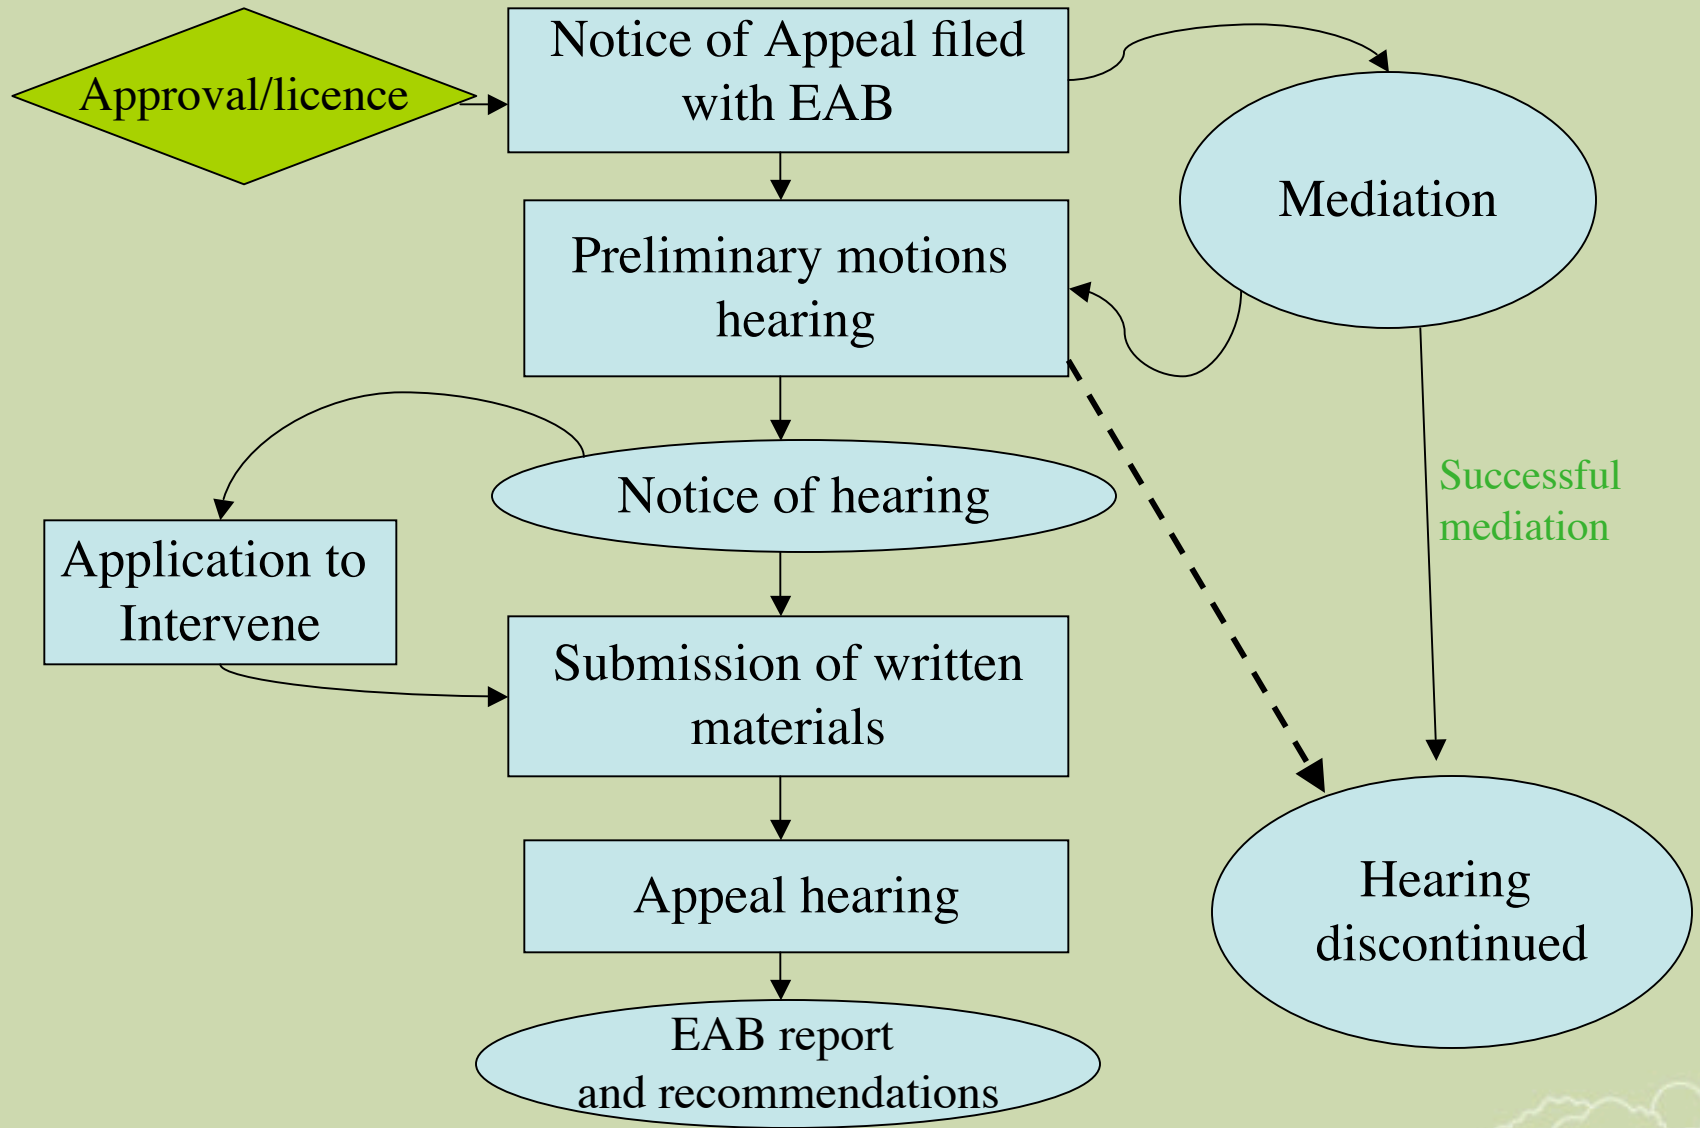 Approval/licence
Notice of Appeal filed
with EAB
Mediation
Preliminary motions
hearing
Notice of hearing
Successful
mediation
Application to
Intervene
Submission of written
materials
Appeal hearing
Hearing
discontinued
EAB report
and recommendations